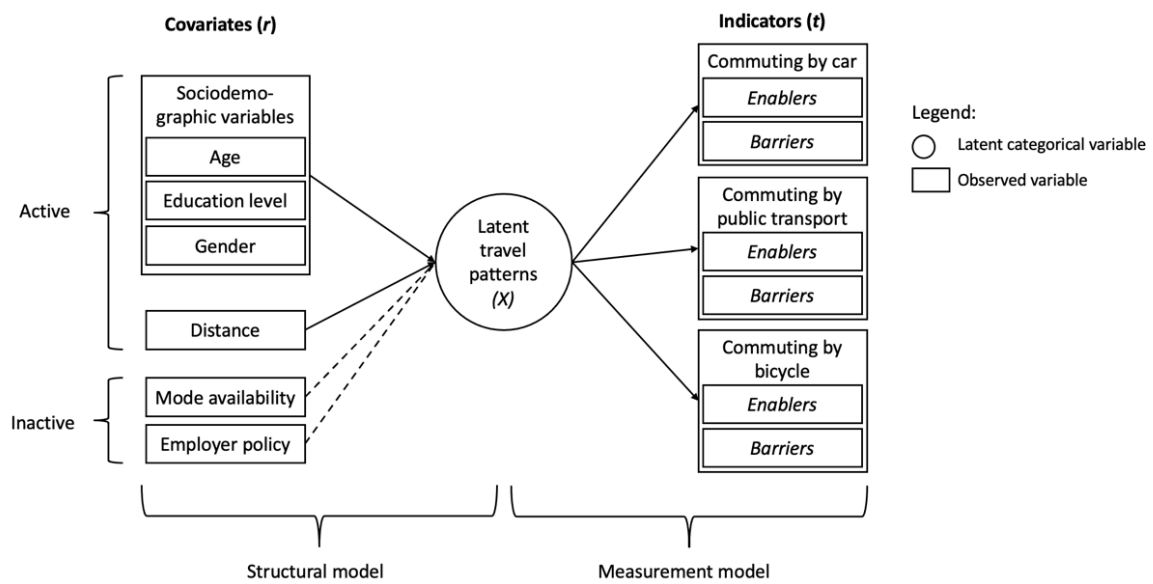 Covariates (r)
Indicators (t)
Active
Sociodemo-
graphic variables
Age
Education level
Gender
Distance
Inactive
Mode availability
Employer policy
Latent
travel
patterns
(X)
Commuting by car
Enablers
Barriers
Commuting by
public transport
Enablers
Barriers
Commuting by
bicycle
Enablers
Barriers
Legend:
Latent categorical variable
Observed variable
Structural model
Measurement model